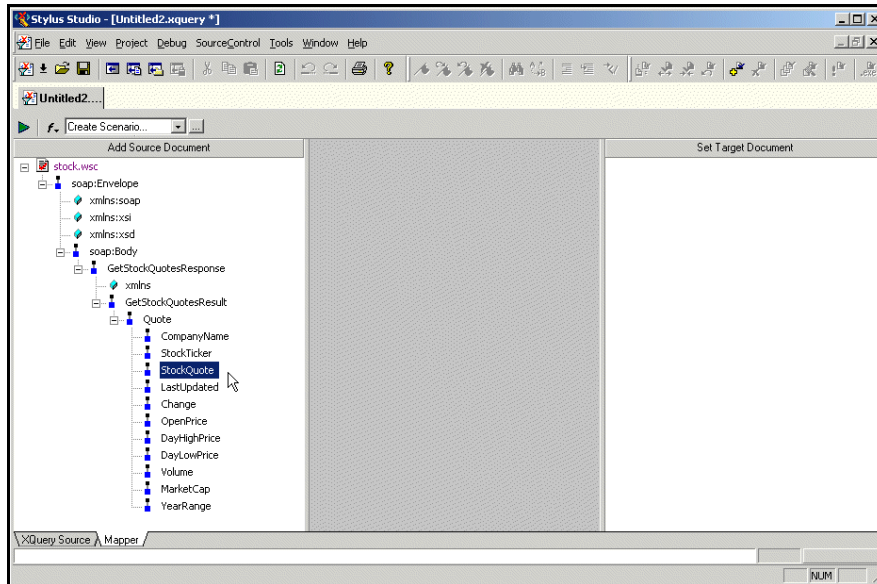 Stylus Studio - [Untitled2.xquery *]
File Edit View Project Debug SourceControl Tools Window Help
Untitled2....
Create Scenario... ...
Add Source Document Set Target Document
stock.wsc
soap:Envelope
xmlns:soap
xmlns:xsi
xmlns:xsd
soap:Body
GetStockQuotesResponse
xmlns
GetStockQuotesResult
Quote
CompanyName
StockTicker
StockQuote
LastUpdated
Change
OpenPrice
DayHighPrice
DayLowPrice
Volume
MarketCap
YearRange
XQuery Source Mapper
NUM